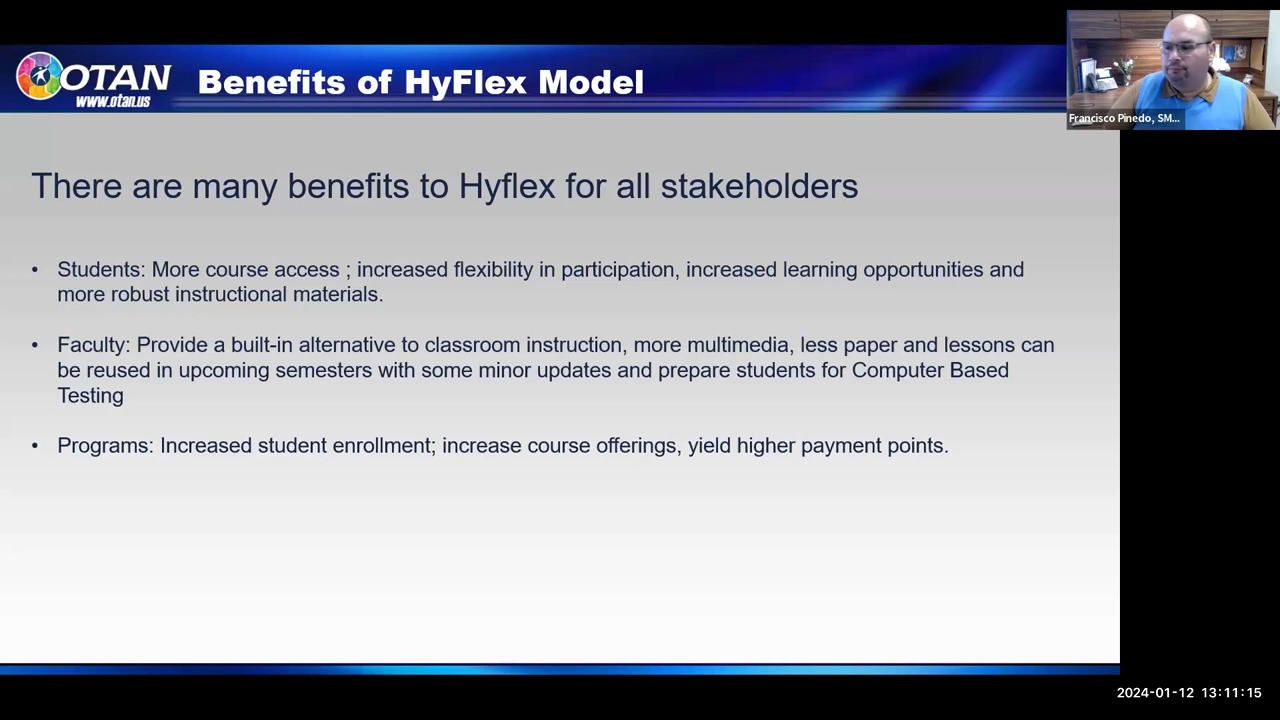 OTAN
www.otan.us
Benefits of HyFlex Model
Francisco Pinedo, SM...
There are many benefits to Hyflex for all stakeholders
• Students: More course access ; increased flexibility in participation, increased learning opportunities and
more robust instructional materials.
• Faculty: Provide a built-in alternative to classroom instruction, more multimedia, less paper and lessons can
be reused in upcoming semesters with some minor updates and prepare students for Computer Based
Testing
• Programs: Increased student enrollment; increase course offerings, yield higher payment points.
2024-01-12 13:11:15